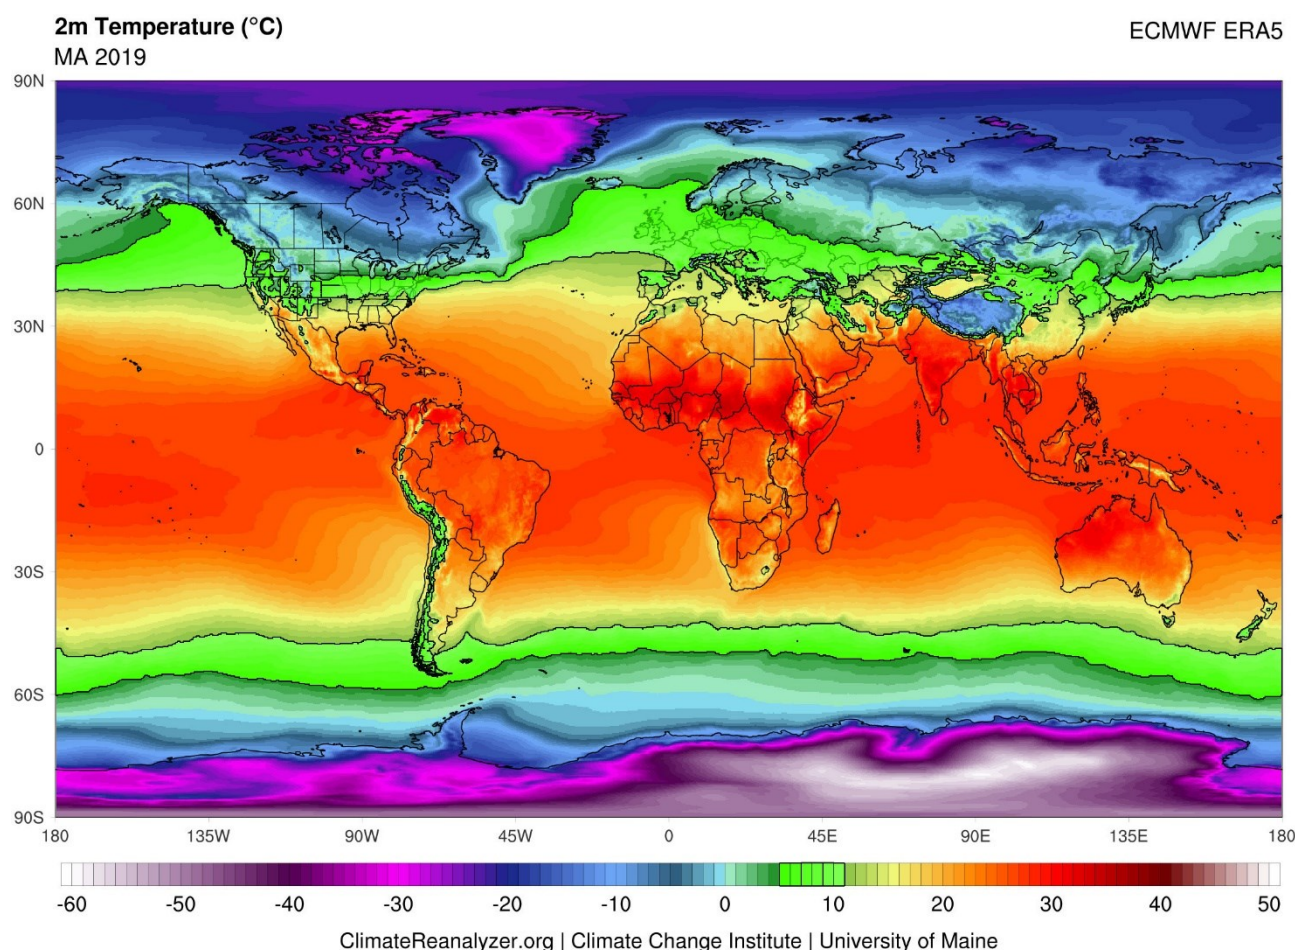 2m Temperature (°C)
ECMWF ERA5
MA 2019
90N
60N
30N
0
30S
60S
90S
180 135W 90W 45W 0 45E 90E 135E 180
-60 -50 -40 -30 -20 -10 0 10 20 30 40 50
ClimateReanalyzer.org | Climate Change Institute | University of Maine